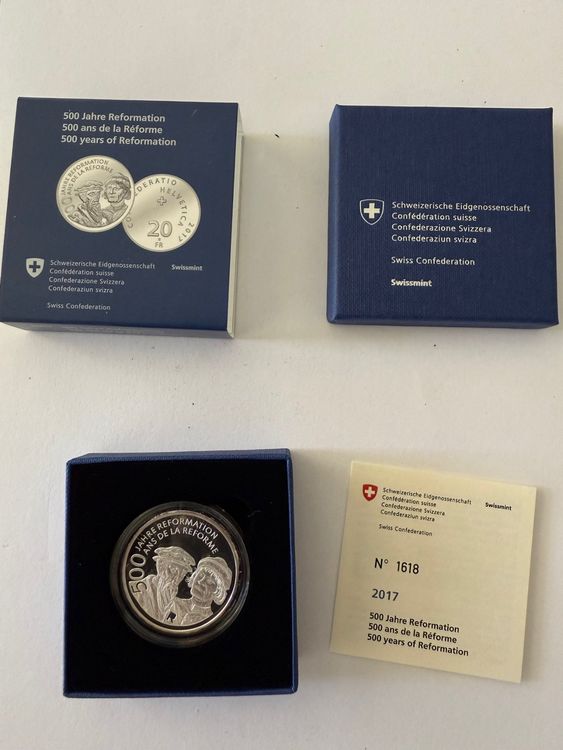 500 Jahre Reformation
500 ans de la Réforme
500 years of Reformation
500 JAHRE REFORMATION
ANS DE LA REFORME
CONFOEDERATIO
HELVETICA 2017
20
FR
Schweizerische Eidgenossenschaft
Confédération suisse
Confederazione Svizzera
Confederaziun svizra
Swissmint
Swiss Confederation
Schweizerische Eidgenossenschaft
Confédération suisse
Confederazione Svizzera
Confederaziun svizra
Swiss Confederation
Swissmint
500 JAHRE REFORMATION
ANS DE LA REFORME
Schweizerische Eidgenossenschaft
Confédération suisse
Confederazione Svizzera
Confederaziun svizra
Swissmint
Swiss Confederation
N° 1618
2017
500 Jahre Reformation
500 ans de la Réforme
500 years of Reformation